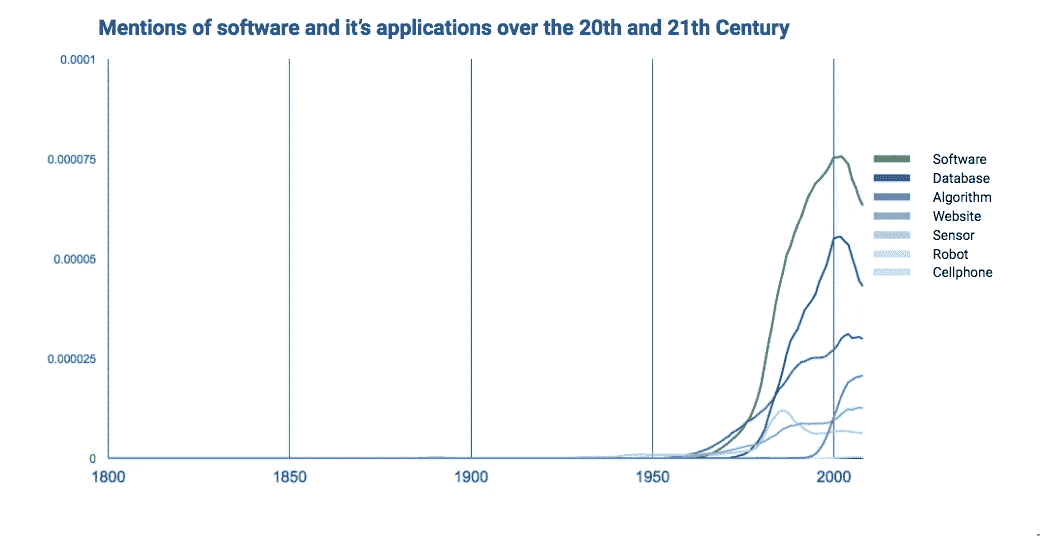 Mentions of software and it's applications over the 20th and 21th Century
0.0001
0.000075
0.00005
0.000025
0
1800
1850
1900
1950
2000
Software
Database
Algorithm
Website
Sensor
Robot
Cellphone